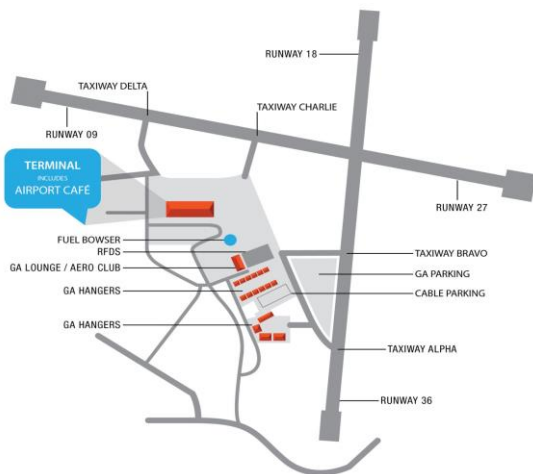 RUNWAY 18
TAXIWAY DELTA
TAXIWAY CHARLIE
RUNWAY 09
TERMINAL
INCLUDES
AIRPORT CAFÉ
RUNWAY 27
FUEL BOWSER
RFDS
GA LOUNGE / AERO CLUB
GA HANGERS
GA HANGERS
TAXIWAY BRAVO
GA PARKING
CABLE PARKING
TAXIWAY ALPHA
RUNWAY 36